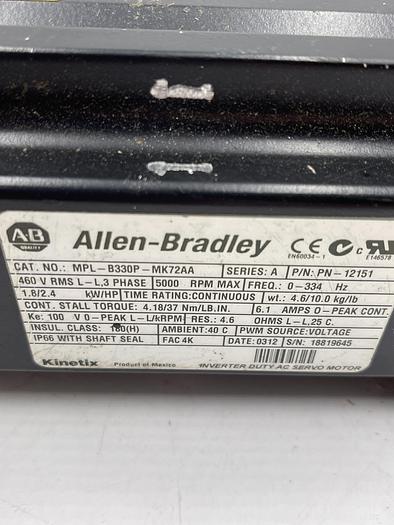 AB
QUALITY
Allen-Bradley
CE C UR
EN60034-1 E146578
CAT. NO.: MPL-B330P-MK72AA SERIES: A P/N: PN-12151
460 V RMS L-L,3 PHASE 5000 RPM MAX FREQ.: 0-334 Hz
1.8/2.4 kW/HP TIME RATING:CONTINUOUS wt.: 4.6/10.0 kg/lb
CONT. STALL TORQUE: 4.18/37 Nm/LB.IN. 6.1 AMPS O-PEAK CONT.
Ke: 100 V 0-PEAK L-L/kRPM RES.: 4.6 OHMS L-L,25 C.
INSUL. CLASS: 180(H) AMBIENT:40 C PWM SOURCE:VOLTAGE
IP66 WITH SHAFT SEAL FAC 4K DATE:0312 S/N: 18819645
Kinetix Product of Mexico INVERTER DUTY AC SERVO MOTOR